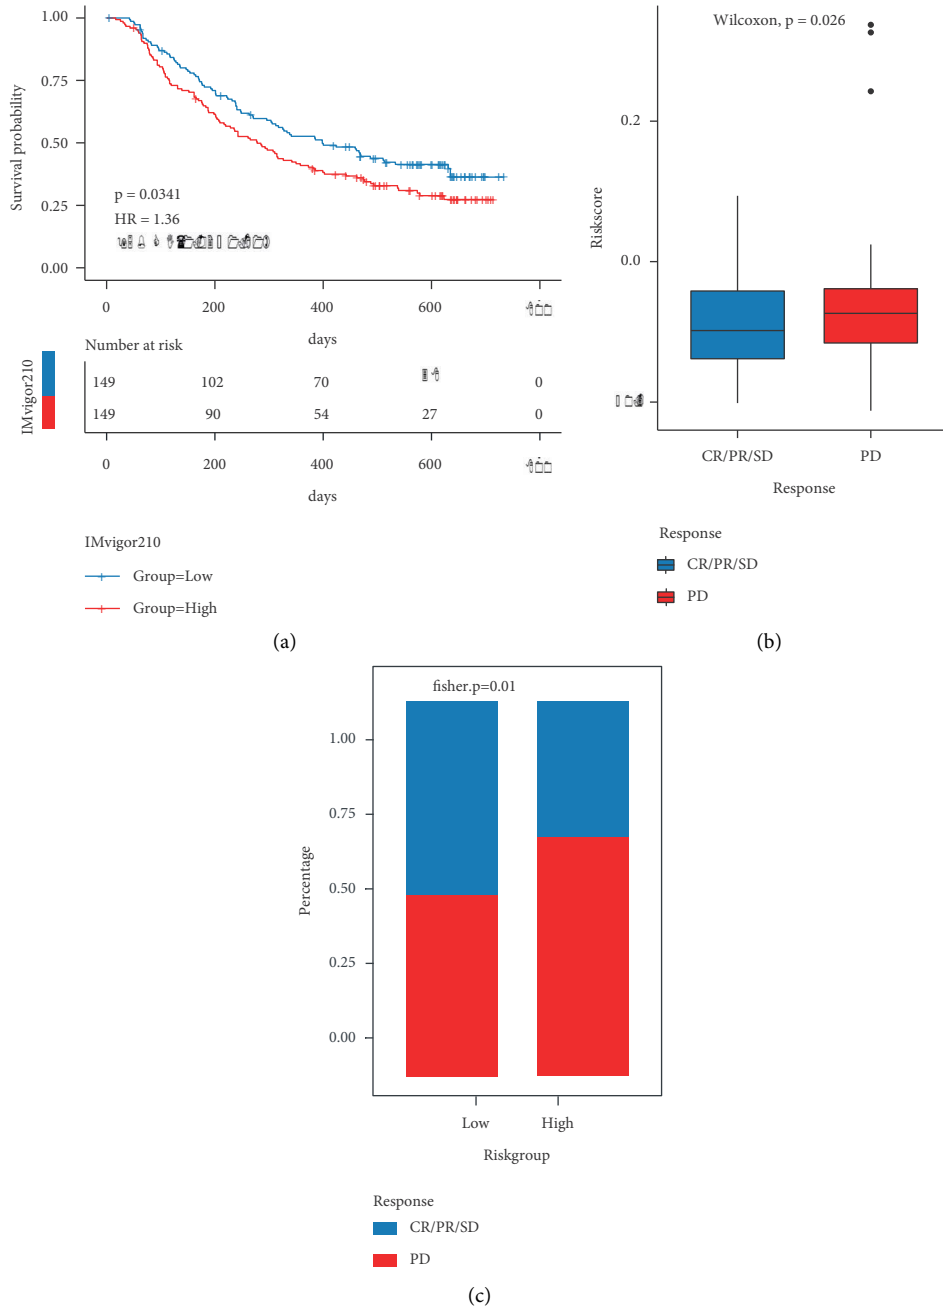 1.00
0.75
0.50
0.25
0.00
Survival probability
p = 0.0341
HR = 1.36
0 200 400 600
days
Number at risk
IMvigor210
149 102 70 0
149 90 54 27 0
0 200 400 600
days
IMvigor210
Group=Low
Group=High
(a)
Wilcoxon, p = 0.026
0.2
0.0
Riskscore
CR/PR/SD PD
Response
Response
CR/PR/SD
PD
(b)
fisher.p=0.01
1.00
0.75
0.50
0.25
0.00
Percentage
Low High
Riskgroup
Response
CR/PR/SD
PD
(c)